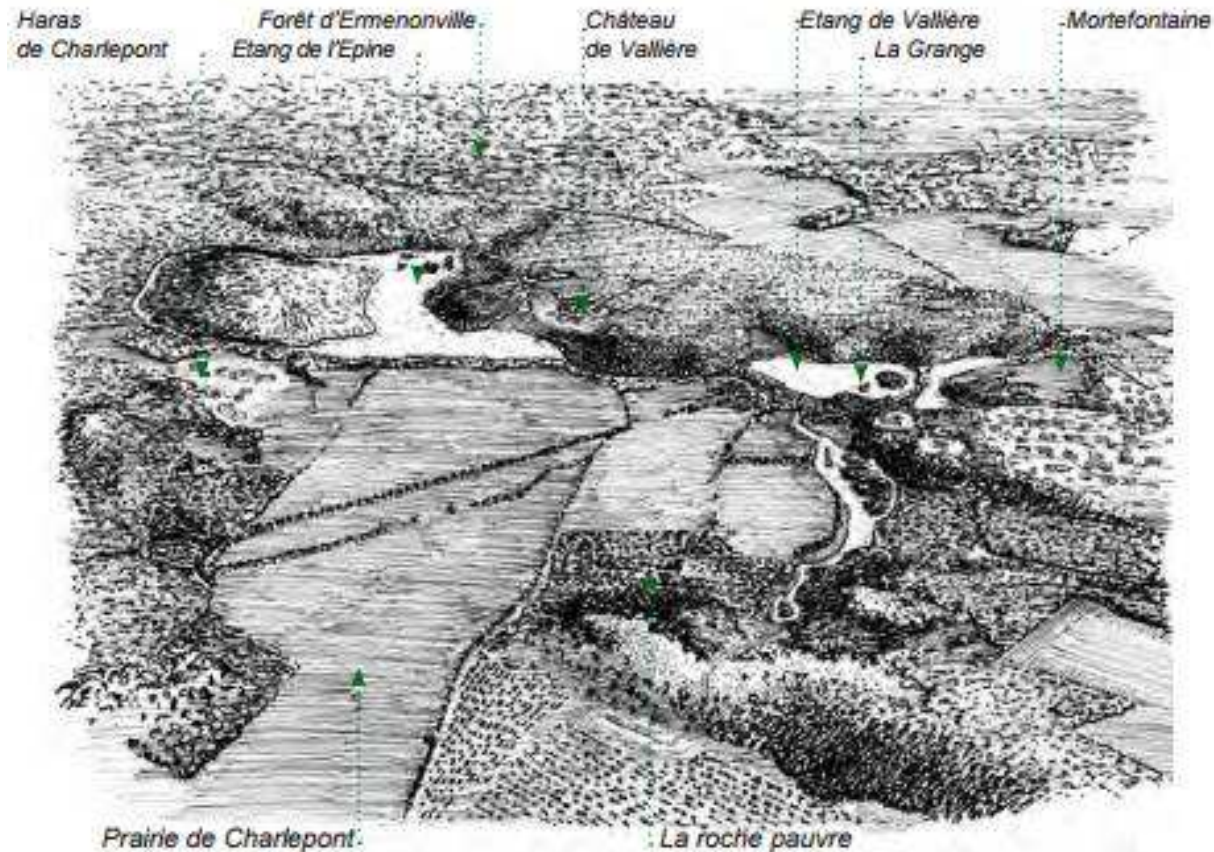 Haras
de Charlepont
Forêt d'Ermenonville
Etang de l'Epine
Château
de Vallière
Etang de Vallière
La Grange
Mortefontaine
Prairie de Charlepont
La roche pauvre